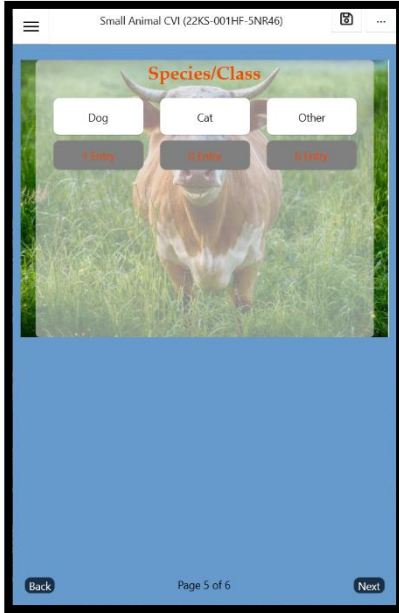 Small Animal CVI (22KS-001HF-5NR46)
...
Species/Class
Dog Cat Other
1 Entry 0 Entry 0 Entry
Back Page 5 of 6 Next